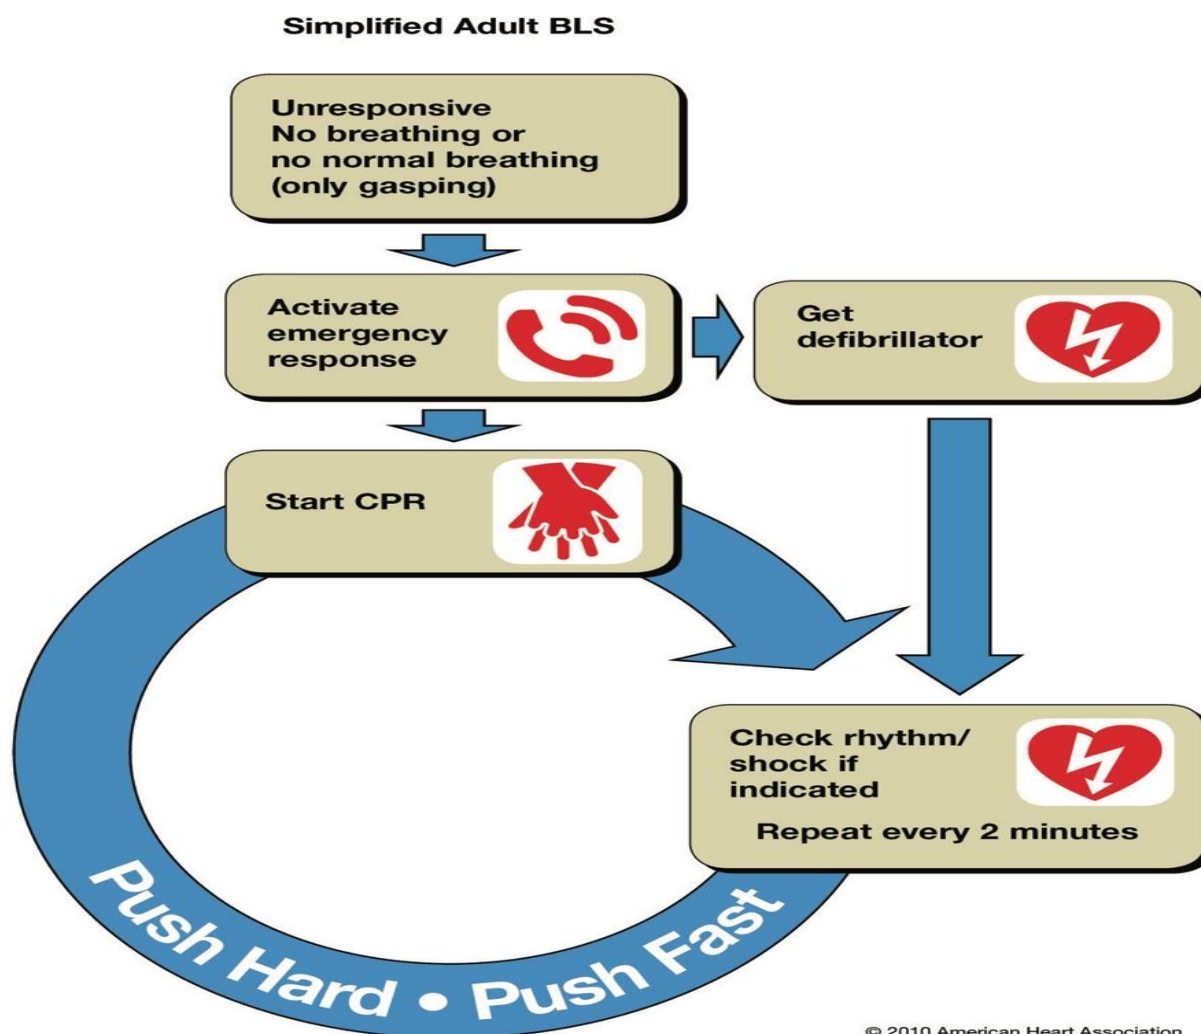 Simplified Adult BLS
Unresponsive
No breathing or
no normal breathing
(only gasping)
Activate
emergency
response
Get
defibrillator
Start CPR
Check rhythm/
shock if
indicated
Repeat every 2 minutes
Push Hard • Push Fast
© 2010 American Heart Association